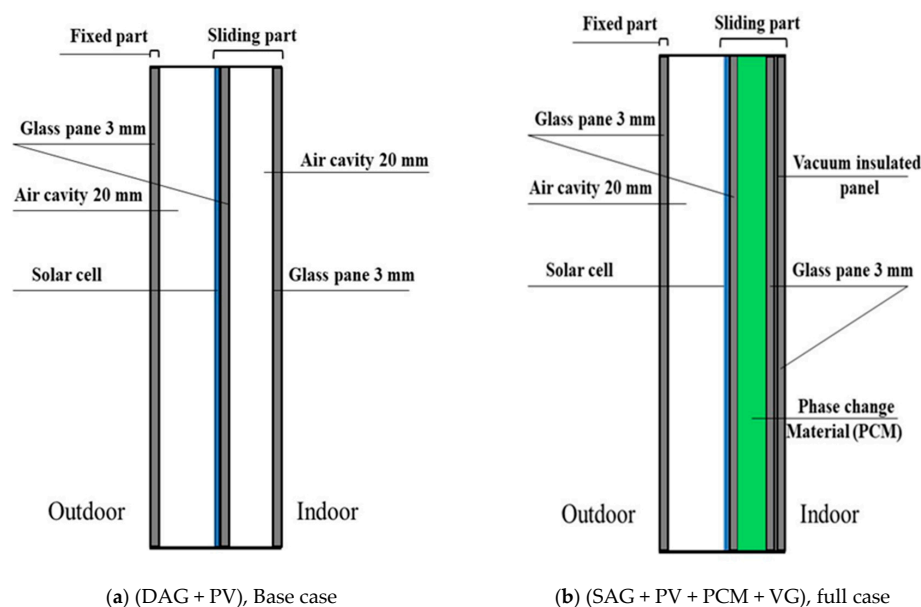 Fixed part
Sliding part
Glass pane 3 mm
Air cavity 20 mm
Air cavity 20 mm
Solar cell
Glass pane 3 mm
Outdoor
Indoor
(a) (DAG + PV), Base case
Fixed part
Sliding part
Glass pane 3 mm
Vacuum insulated
panel
Air cavity 20 mm
Solar cell
Glass pane 3 mm
Phase change
Material (PCM)
Outdoor
Indoor
(b) (SAG + PV + PCM + VG), full case